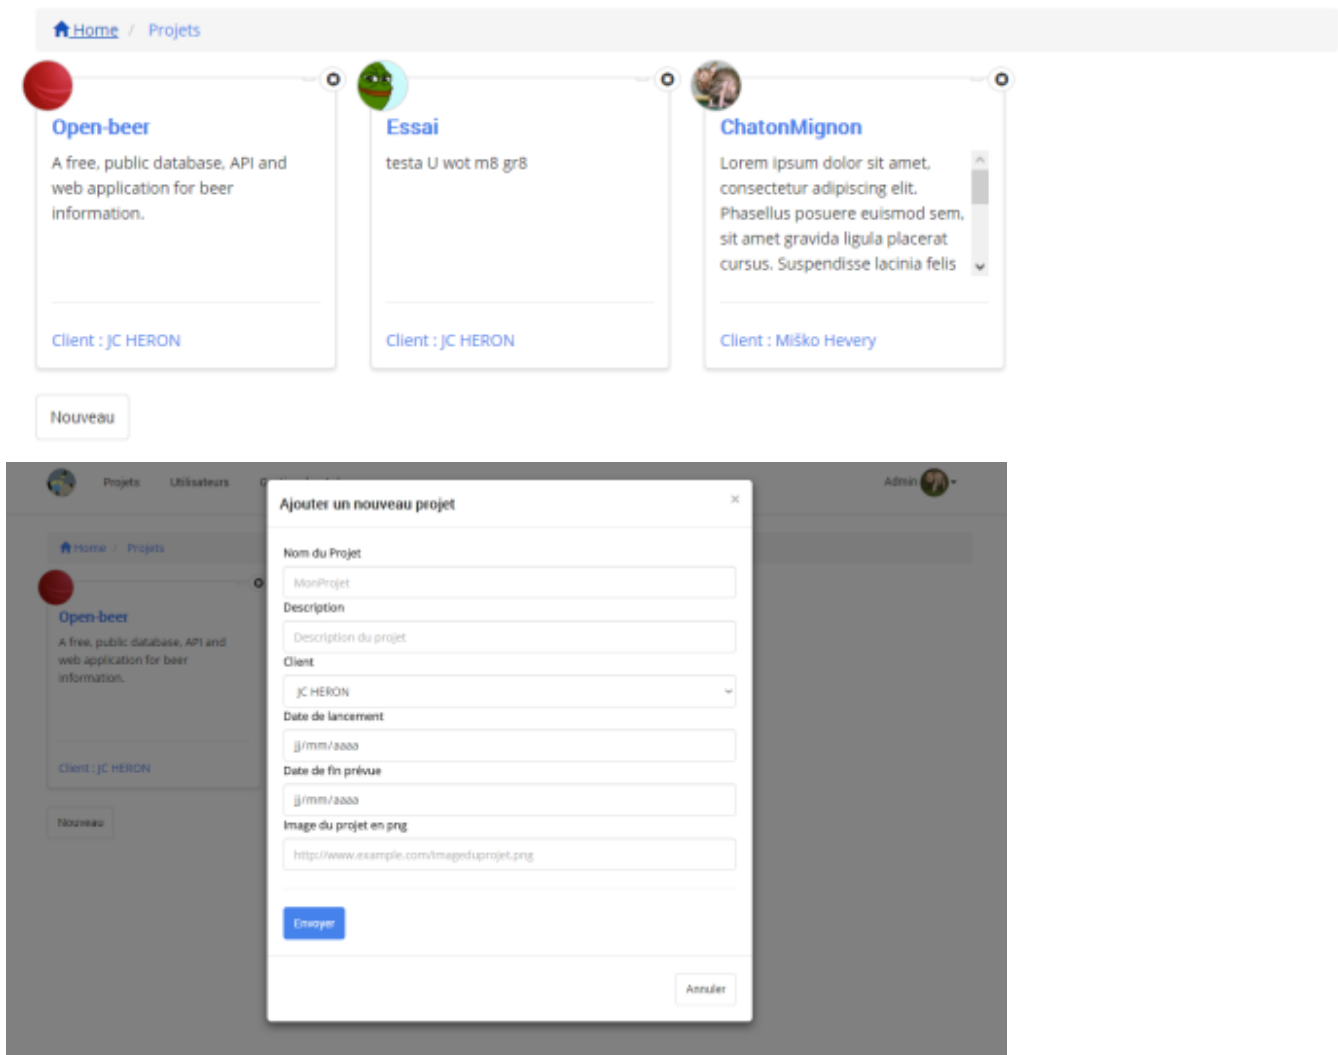 Home / Projets
Open-beer
A free, public database, API and
web application for beer
information.
Client : JC HERON
Essai
testa U wot m8 gr8
Client : JC HERON
ChatonMignon
Lorem ipsum dolor sit amet,
consectetur adipiscing elit.
Phasellus posuere euismod sem,
sit amet gravida ligula placerat
cursus. Suspendisse lacinia felis
Client : Miško Hevery
Nouveau
Projets Utilisateurs
Admin
Home / Projets
Open-beer
A free, public database, API and
web application for beer
information.
Client : JC HERON
Nouveau
Ajouter un nouveau projet ×
Nom du Projet
MonProjet
Description
Description du projet
Client
JC HERON
Date de lancement
jj/mm/aaaa
Date de fin prévue
jj/mm/aaaa
Image du projet en png
http://www.example.com/imageduprojet.png
Envoyer
Annuler